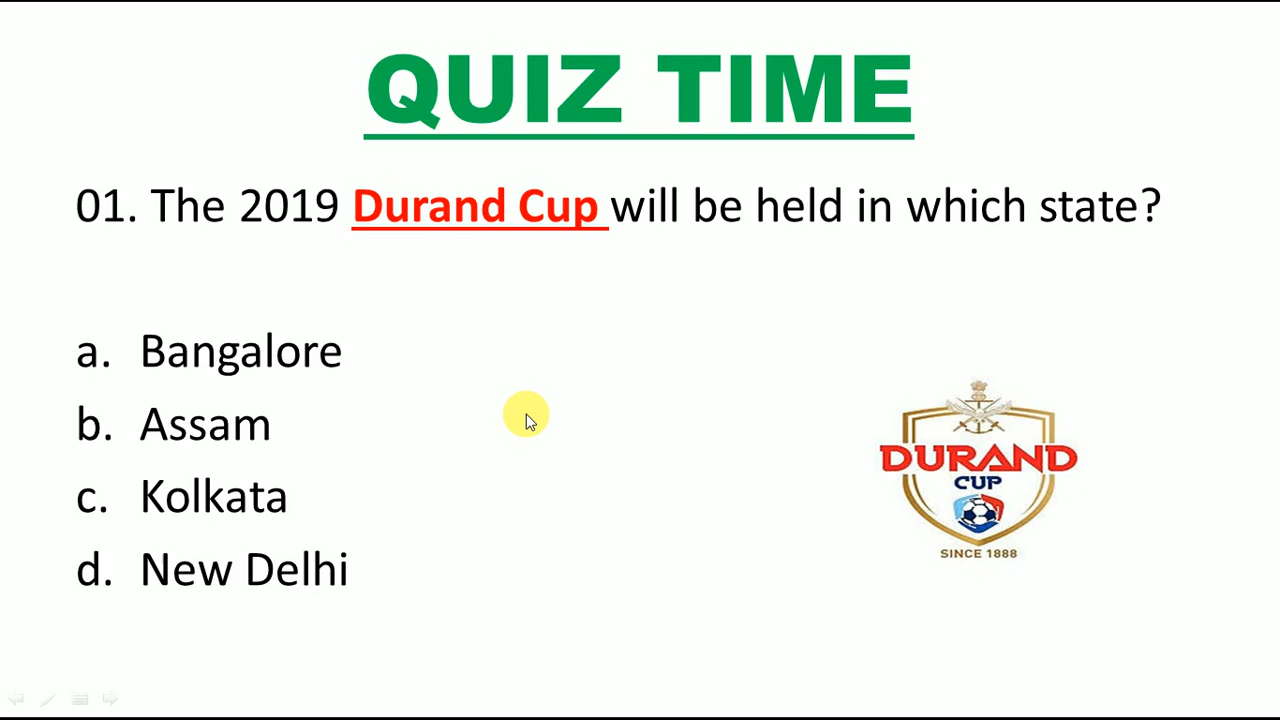 QUIZ TIME
01. The 2019 Durand Cup will be held in which state?
a. Bangalore
b. Assam
c. Kolkata
d. New Delhi
DURAND
CUP
SINCE 1888